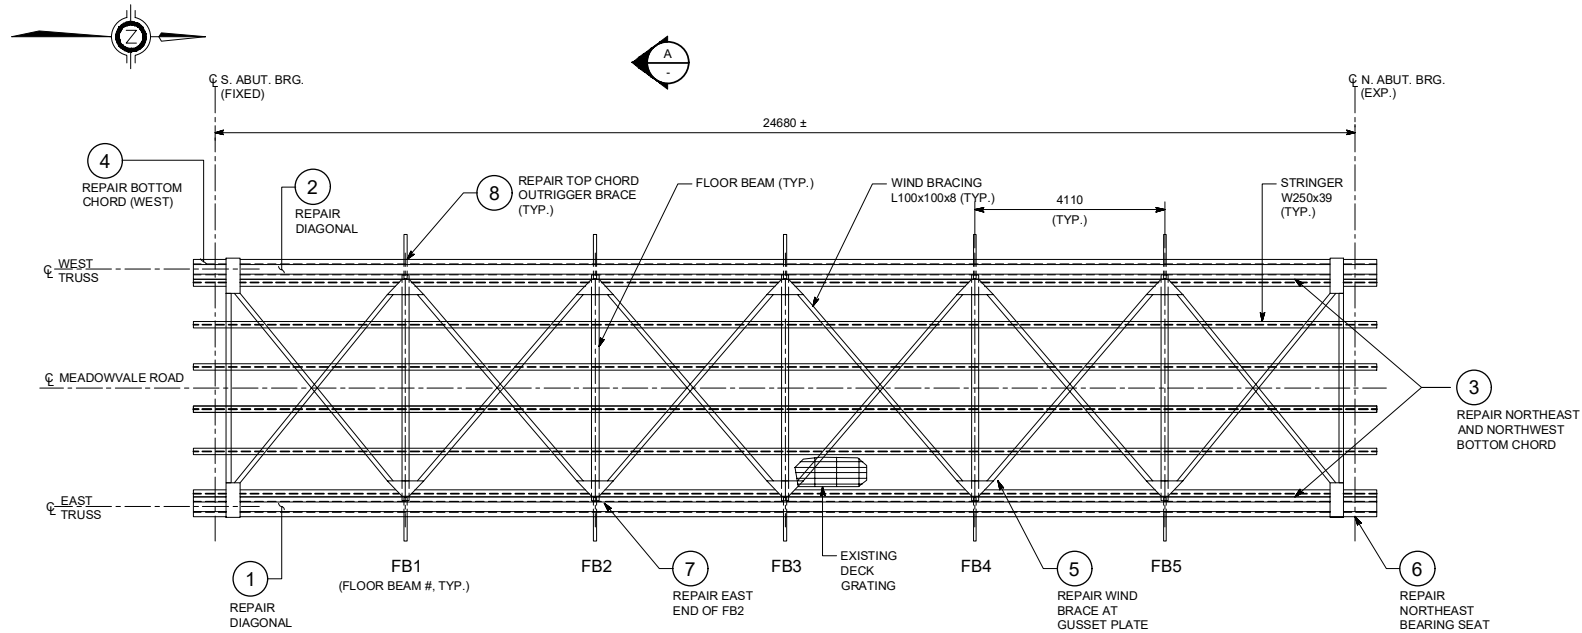 Z
A
-
℄ S. ABUT. BRG.
(FIXED)
℄ N. ABUT. BRG.
(EXP.)
24680 ±
4
REPAIR BOTTOM
CHORD (WEST)
2
REPAIR
DIAGONAL
8
REPAIR TOP CHORD
OUTRIGGER BRACE
(TYP.)
FLOOR BEAM (TYP.)
WIND BRACING
L100x100x8 (TYP.)
4110
(TYP.)
STRINGER
W250x39
(TYP.)
℄ WEST
TRUSS
℄ MEADOWVALE ROAD
3
REPAIR NORTHEAST
AND NORTHWEST
BOTTOM CHORD
℄ EAST
TRUSS
1
REPAIR
DIAGONAL
FB1
(FLOOR BEAM #, TYP.)
FB2
7
REPAIR EAST
END OF FB2
FB3
EXISTING
DECK
GRATING
FB4
5
REPAIR WIND
BRACE AT
GUSSET PLATE
FB5
6
REPAIR
NORTHEAST
BEARING SEAT